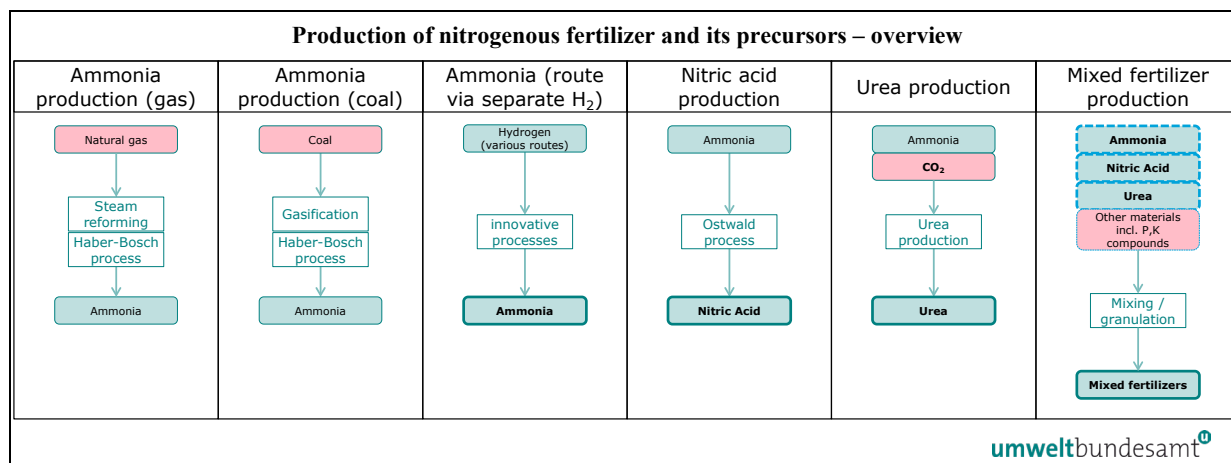 Production of nitrogenous fertilizer and its precursors – overview
Ammonia
production (gas)
Natural gas
Steam
reforming
Haber-Bosch
process
Ammonia
Ammonia
production (coal)
Coal
Gasification
Haber-Bosch
process
Ammonia
Ammonia (route
via separate H₂)
Hydrogen
(various routes)
innovative
processes
Ammonia
Nitric acid
production
Ammonia
Ostwald
process
Nitric Acid
Urea production
Ammonia
CO₂
Urea
production
Urea
Mixed fertilizer
production
Ammonia
Nitric Acid
Urea
Other materials
incl. P,K
compounds
Mixing /
granulation
Mixed fertilizers
umweltbundesamt u